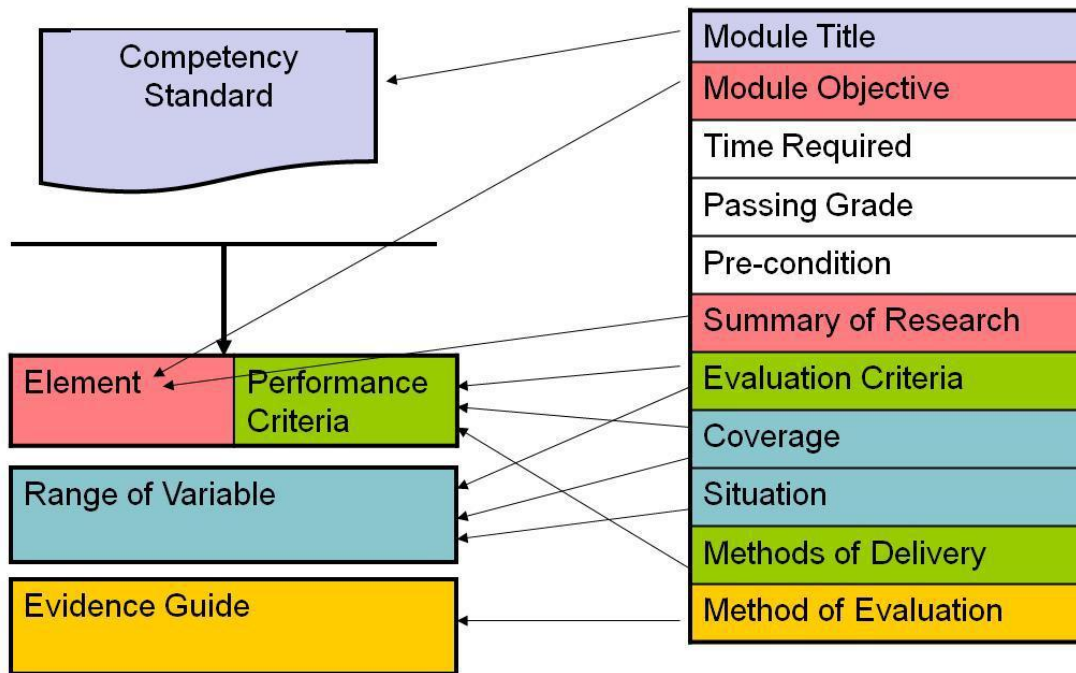 Competency
Standard
Element
Performance
Criteria
Range of Variable
Evidence Guide
Module Title
Module Objective
Time Required
Passing Grade
Pre-condition
Summary of Research
Evaluation Criteria
Coverage
Situation
Methods of Delivery
Method of Evaluation